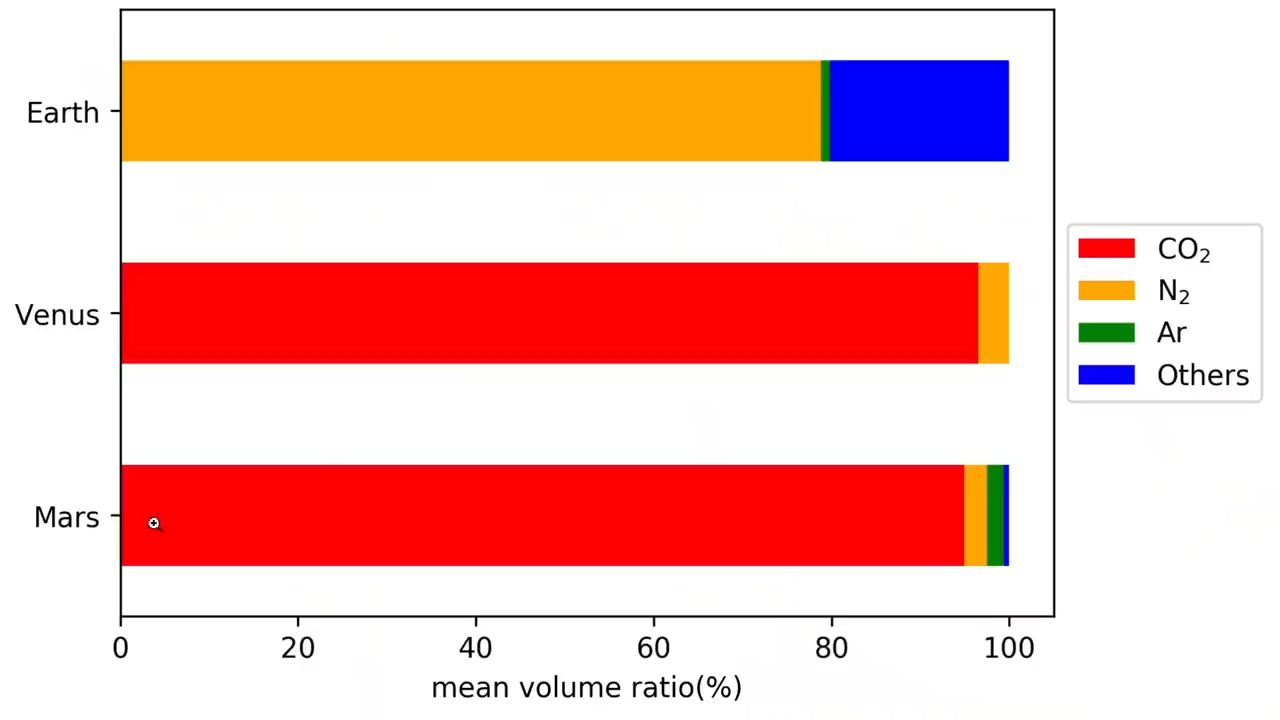 Earth
Venus
Mars
0 20 40 60 80 100
mean volume ratio(%)
CO₂
N₂
Ar
Others